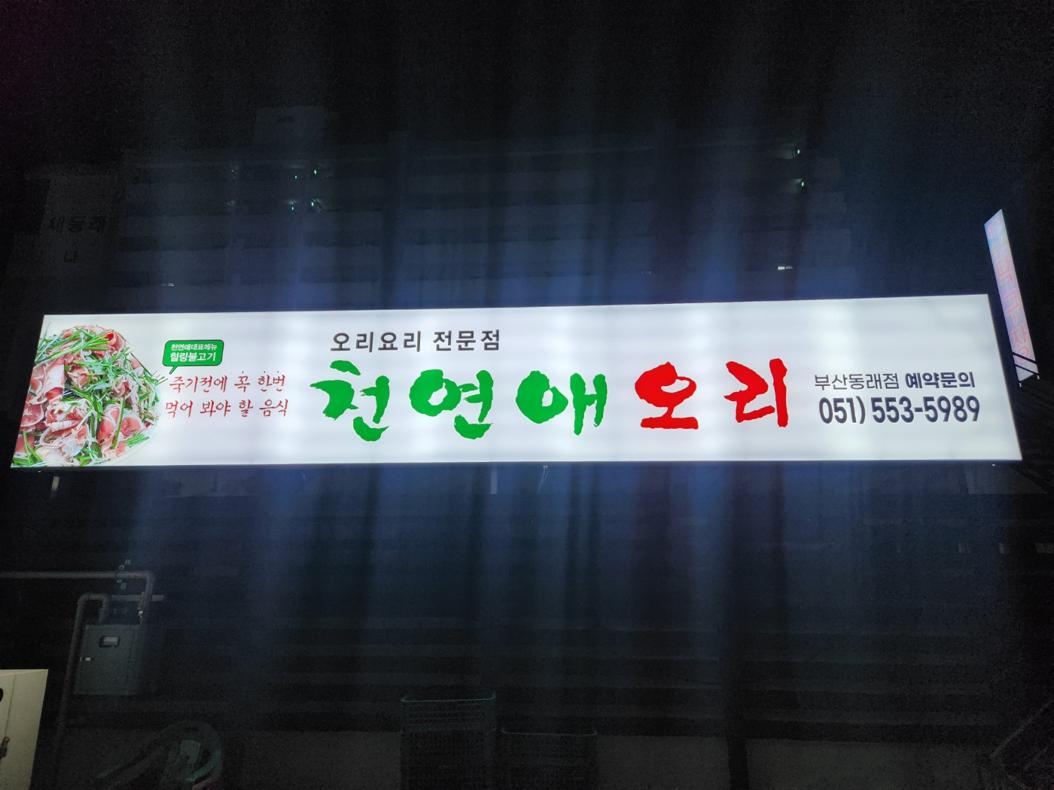 천연애대표메뉴
힐링불고기
죽기전에 꼭 한번
먹어 봐야 할 음식
오리요리 전문점
천연애 오리
부산동래점 예약문의
051) 553-5989